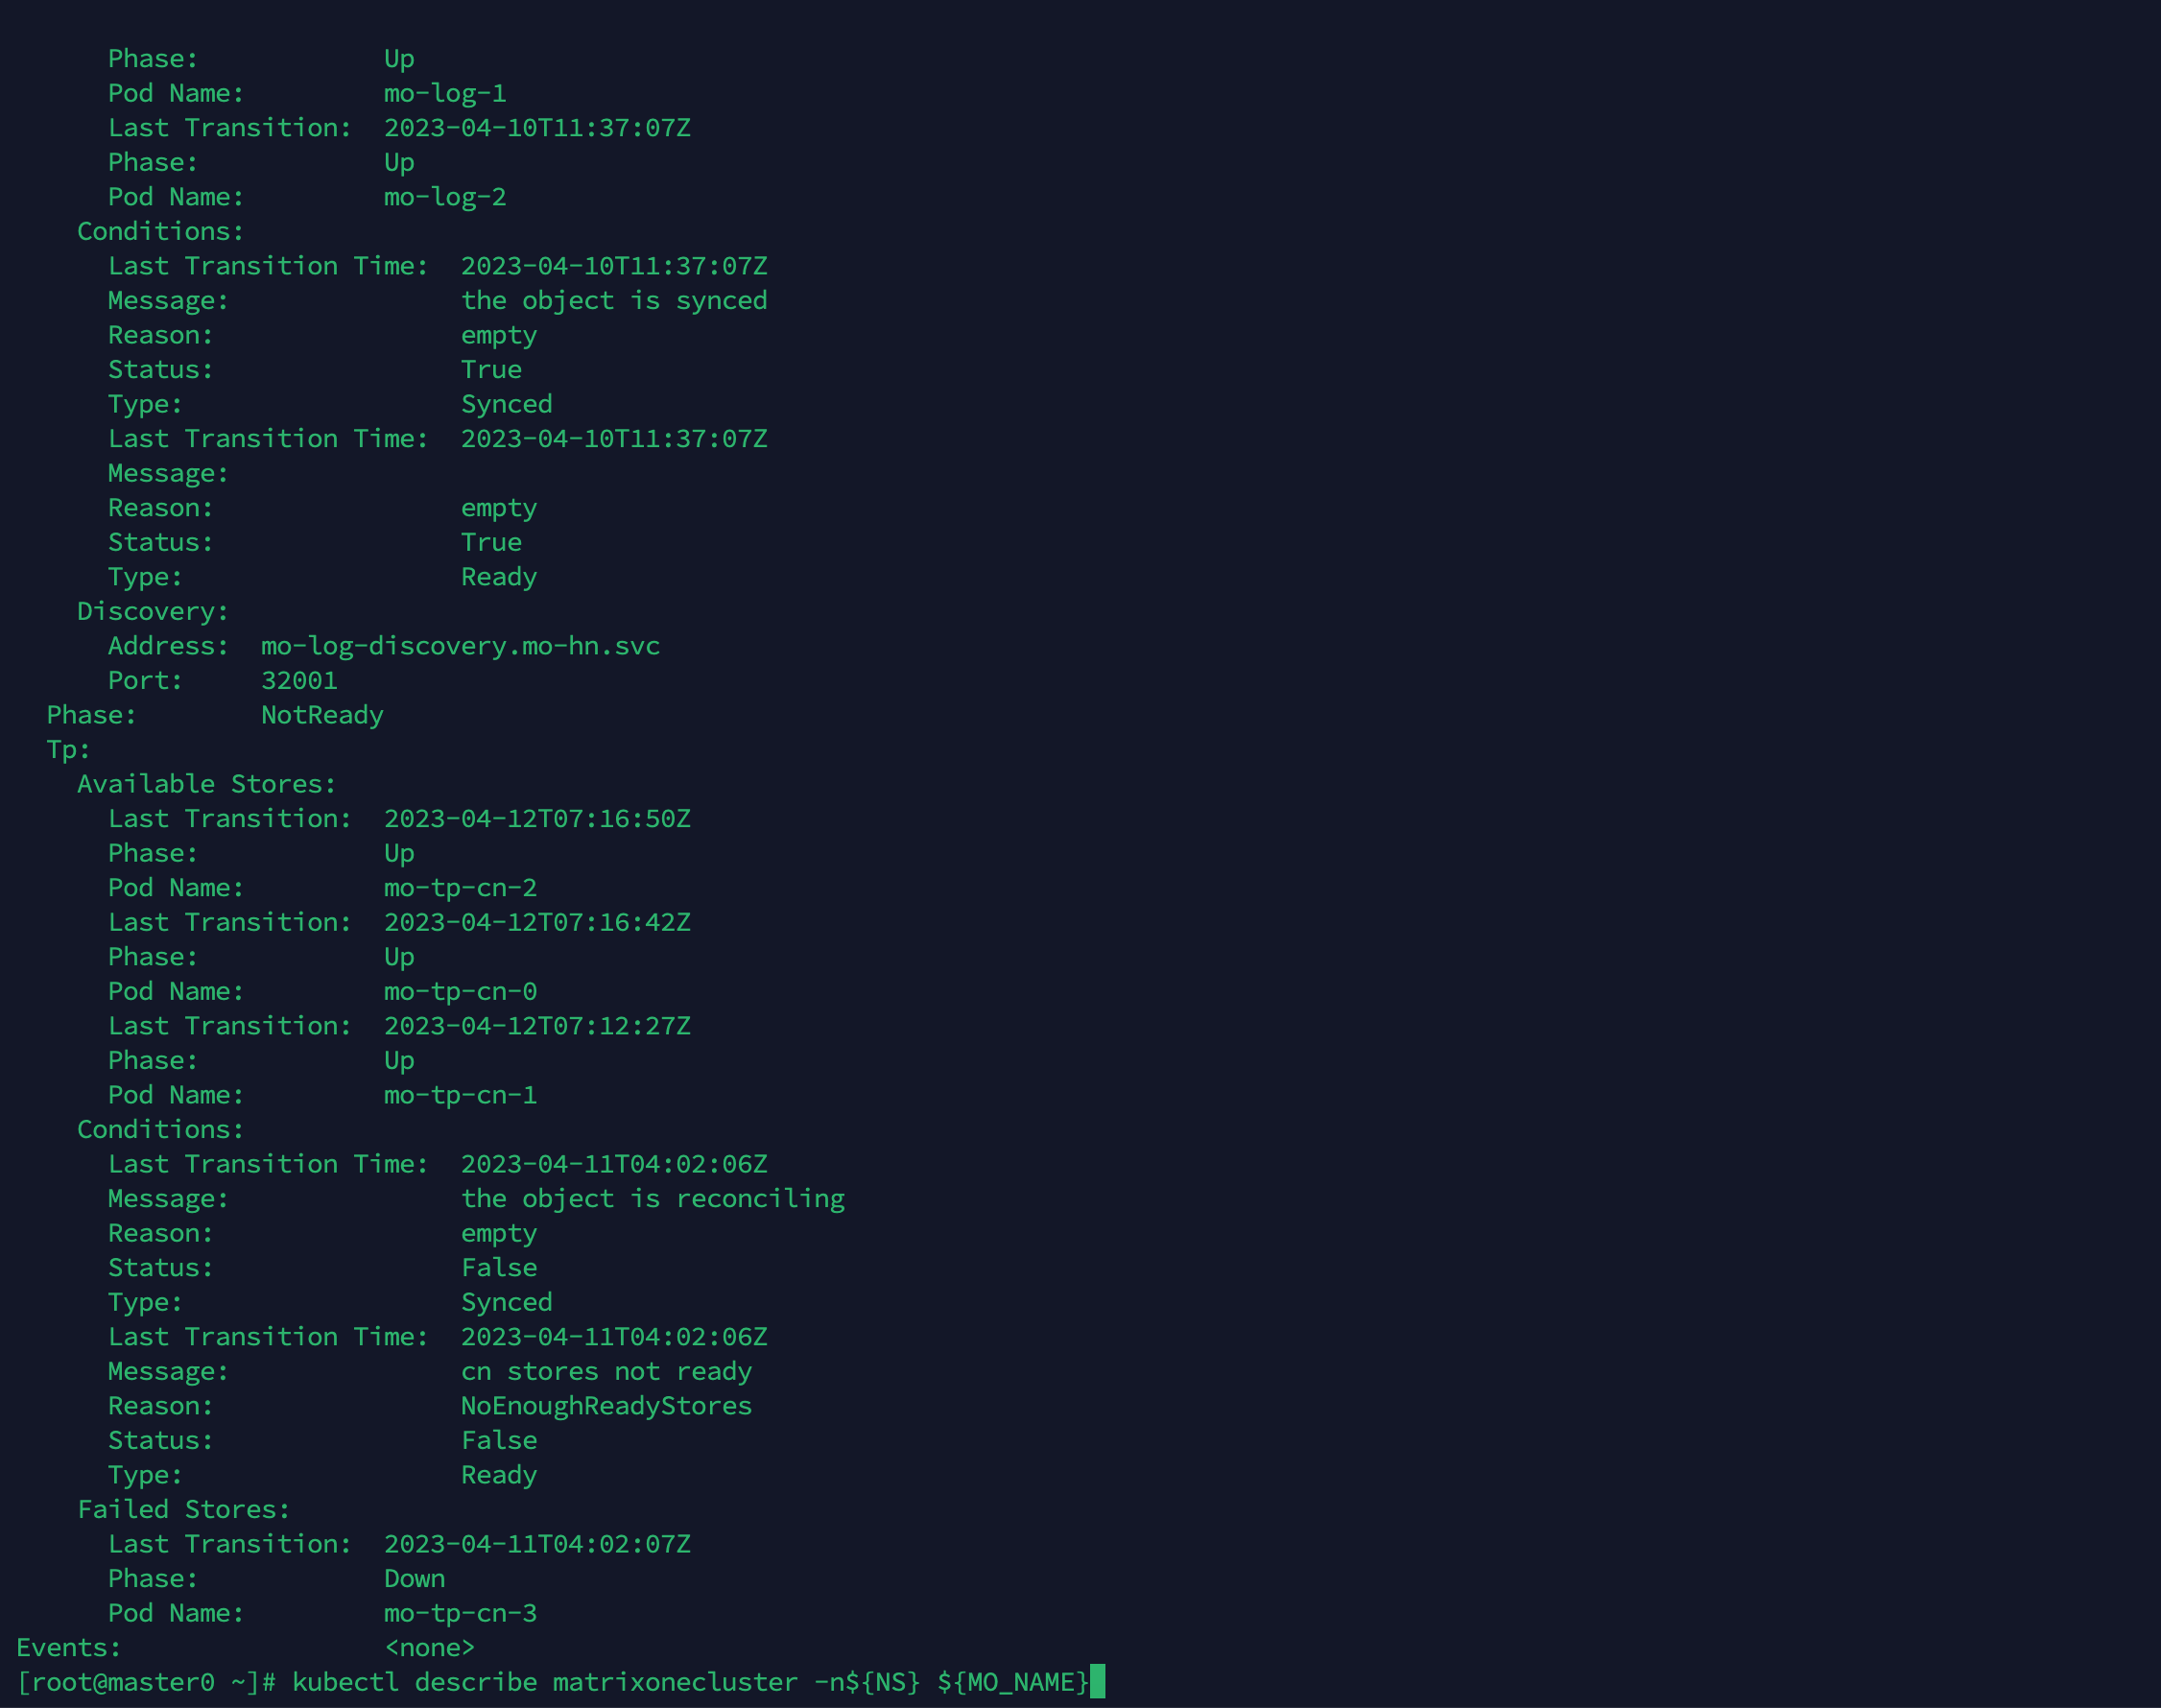 Phase: Up
Pod Name: mo-log-1
Last Transition: 2023-04-10T11:37:07Z
Phase: Up
Pod Name: mo-log-2
Conditions:
Last Transition Time: 2023-04-10T11:37:07Z
Message: the object is synced
Reason: empty
Status: True
Type: Synced
Last Transition Time: 2023-04-10T11:37:07Z
Message:
Reason: empty
Status: True
Type: Ready
Discovery:
Address: mo-log-discovery.mo-hn.svc
Port: 32001
Phase: NotReady
Tp:
Available Stores:
Last Transition: 2023-04-12T07:16:50Z
Phase: Up
Pod Name: mo-tp-cn-2
Last Transition: 2023-04-12T07:16:42Z
Phase: Up
Pod Name: mo-tp-cn-0
Last Transition: 2023-04-12T07:12:27Z
Phase: Up
Pod Name: mo-tp-cn-1
Conditions:
Last Transition Time: 2023-04-11T04:02:06Z
Message: the object is reconciling
Reason: empty
Status: False
Type: Synced
Last Transition Time: 2023-04-11T04:02:06Z
Message: cn stores not ready
Reason: NoEnoughReadyStores
Status: False
Type: Ready
Failed Stores:
Last Transition: 2023-04-11T04:02:07Z
Phase: Down
Pod Name: mo-tp-cn-3
Events: <none>
[root@master0 ~]# kubectl describe matrixonecluster -n${NS} ${MO_NAME}